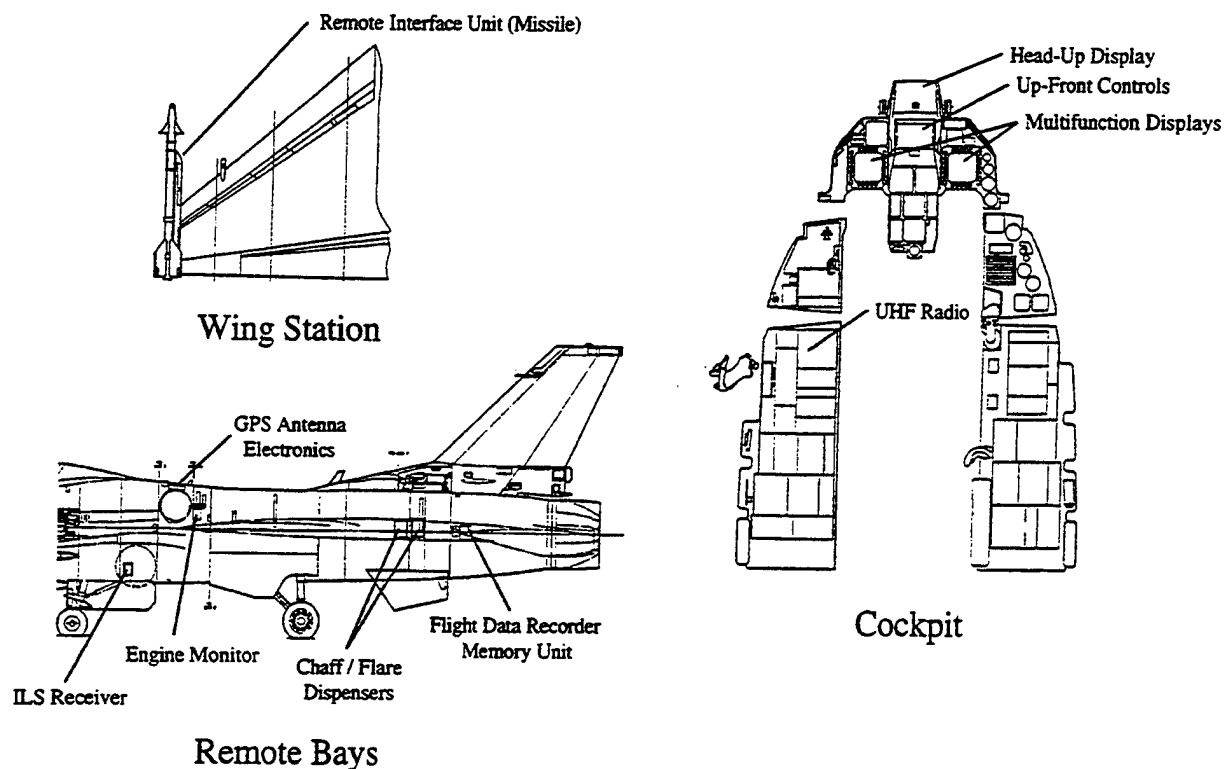 Remote Interface Unit (Missile)
Wing Station
Head-Up Display
Up-Front Controls
Multifunction Displays
UHF Radio
Cockpit
GPS Antenna
Electronics
Engine Monitor
ILS Receiver
Chaff / Flare
Dispensers
Flight Data Recorder
Memory Unit
Remote Bays